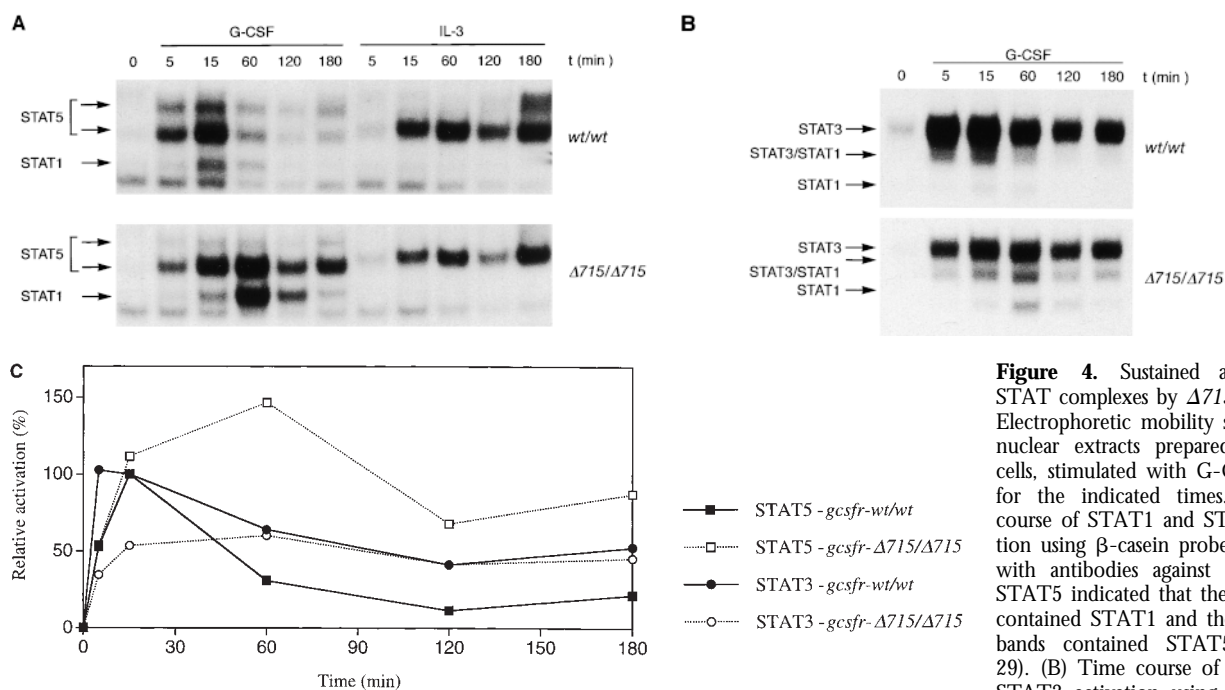 A
G-CSF IL-3
0 5 15 60 120 180 5 15 60 120 180 t (min)
STAT5
STAT1
wt/wt
STAT5
STAT1
Δ715/Δ715
B
G-CSF
0 5 15 60 120 180 t (min)
STAT3
STAT3/STAT1
STAT1
wt/wt
STAT3
STAT3/STAT1
STAT1
Δ715/Δ715
C
Relative activation (%)
150
100
50
0
0 30 60 90 120 150 180
Time (min)
STAT5 - gcsfr-wt/wt
STAT5 - gcsfr-Δ715/Δ715
STAT3 - gcsfr-wt/wt
STAT3 - gcsfr-Δ715/Δ715
Figure 4. Sustained a
STAT complexes by Δ715
Electrophoretic mobility s
nuclear extracts prepared
cells, stimulated with G-C
for the indicated times.
course of STAT1 and ST
tion using β-casein probe
with antibodies against
STAT5 indicated that the
contained STAT1 and the
bands contained STAT5
29). (B) Time course of
STAT3 activation using